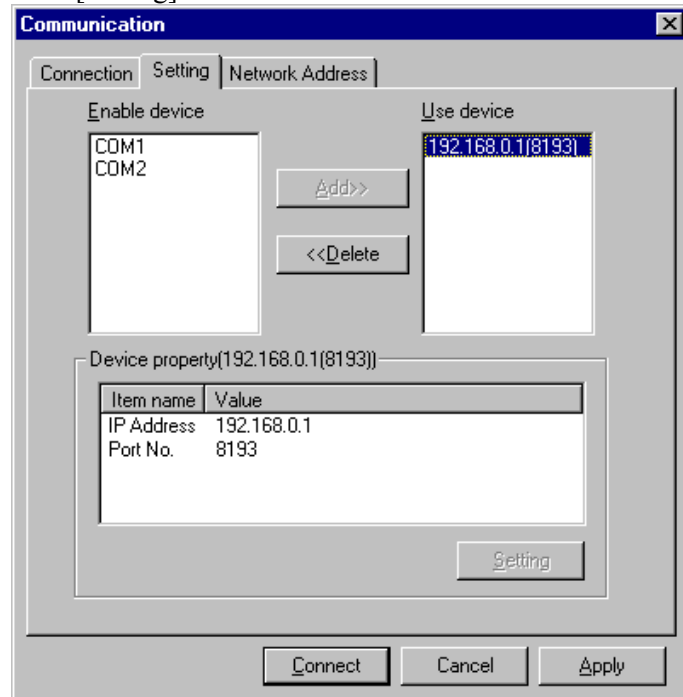 Communication
Connection Setting Network Address
Enable device
Use device
COM1
COM2
192.168.0.1(8193)
Add>>
<<Delete
Device property(192.168.0.1(8193))
Item name Value
IP Address 192.168.0.1
Port No. 8193
Setting
Connect Cancel Apply